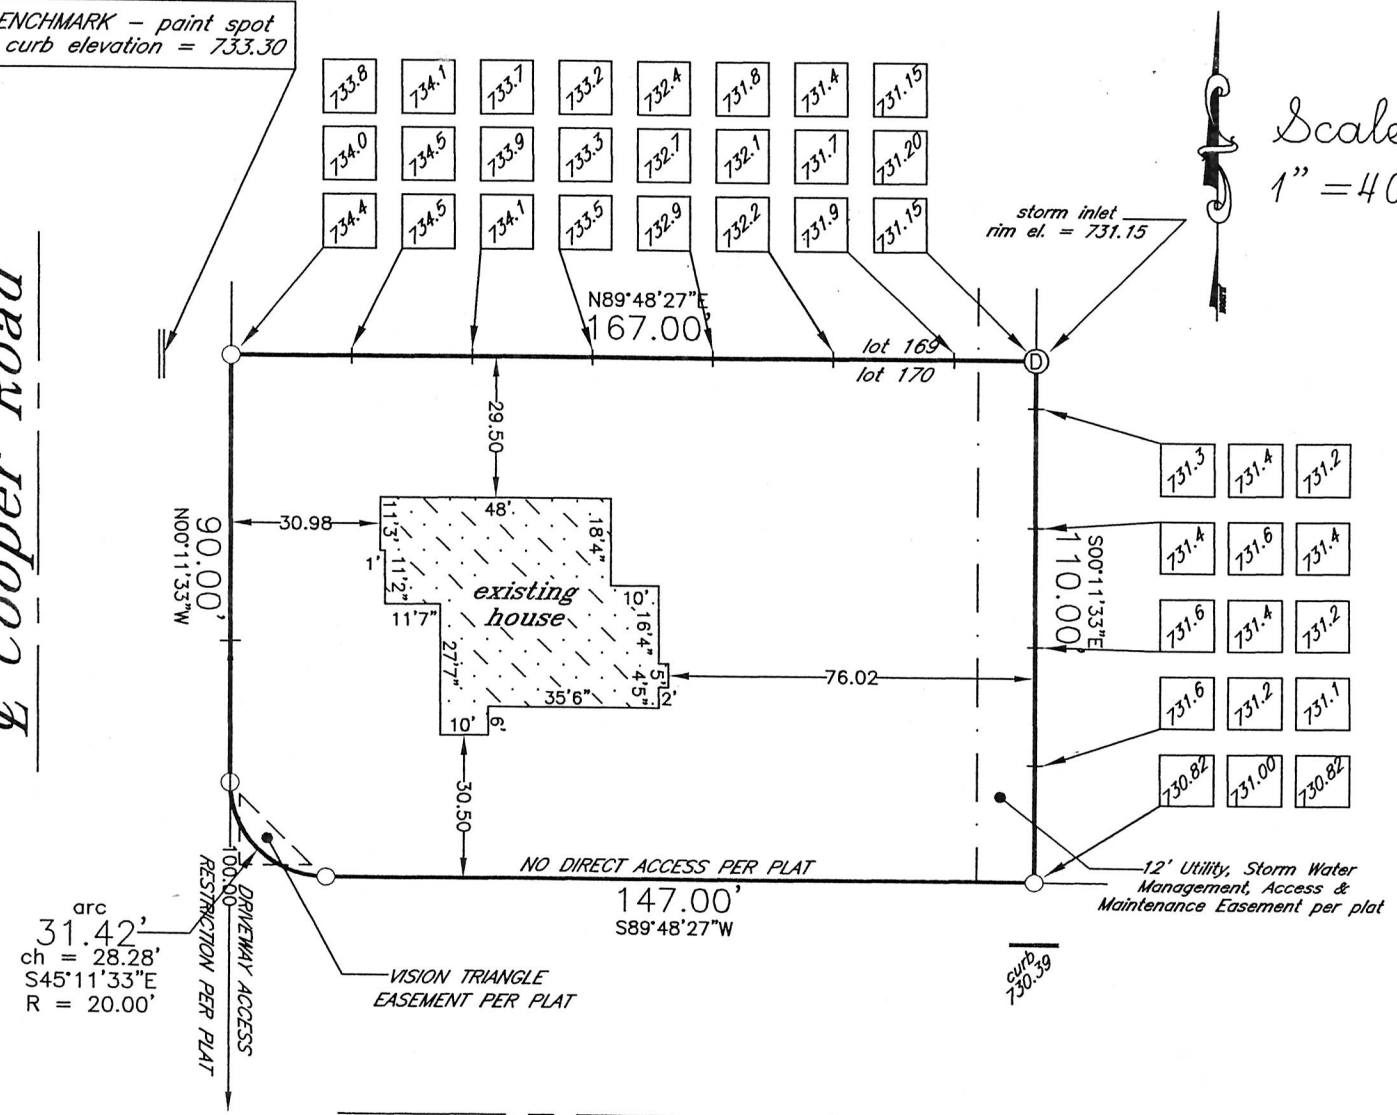 ENCHMARK – paint spot
curb elevation = 733.30
733.8 734.1 733.7 733.2 732.4 731.8 731.4 731.15
734.0 734.5 733.9 733.3 732.7 732.1 731.7 731.20
734.4 734.5 734.1 733.5 732.9 732.2 731.9 731.15
Scale
1" =40
storm inlet
rim el. = 731.15
N89°48'27"E
167.00'
lot 169
lot 170
D
℄ Cooper Road
29.50
30.98
90.00'
N00°11'33"W
48'
11'3"
1'
11'2"
11'7"
18'4"
10'
16'4"
5'
4'5"
2'
27'7"
35'6"
10'
6'
existing
house
76.02
30.50
S00°11'33"E
110.00'
731.3 731.4 731.2
731.4 731.6 731.4
731.6 731.4 731.2
731.6 731.2 731.1
730.82 731.00 730.82
NO DIRECT ACCESS PER PLAT
147.00'
S89°48'27"W
12' Utility, Storm Water
Management, Access &
Maintenance Easement per plat
100.00
DRIVEWAY ACCESS
RESTRICTION PER PLAT
arc
31.42'
ch = 28.28'
S45°11'33"E
R = 20.00'
VISION TRIANGLE
EASEMENT PER PLAT
curb
730.39